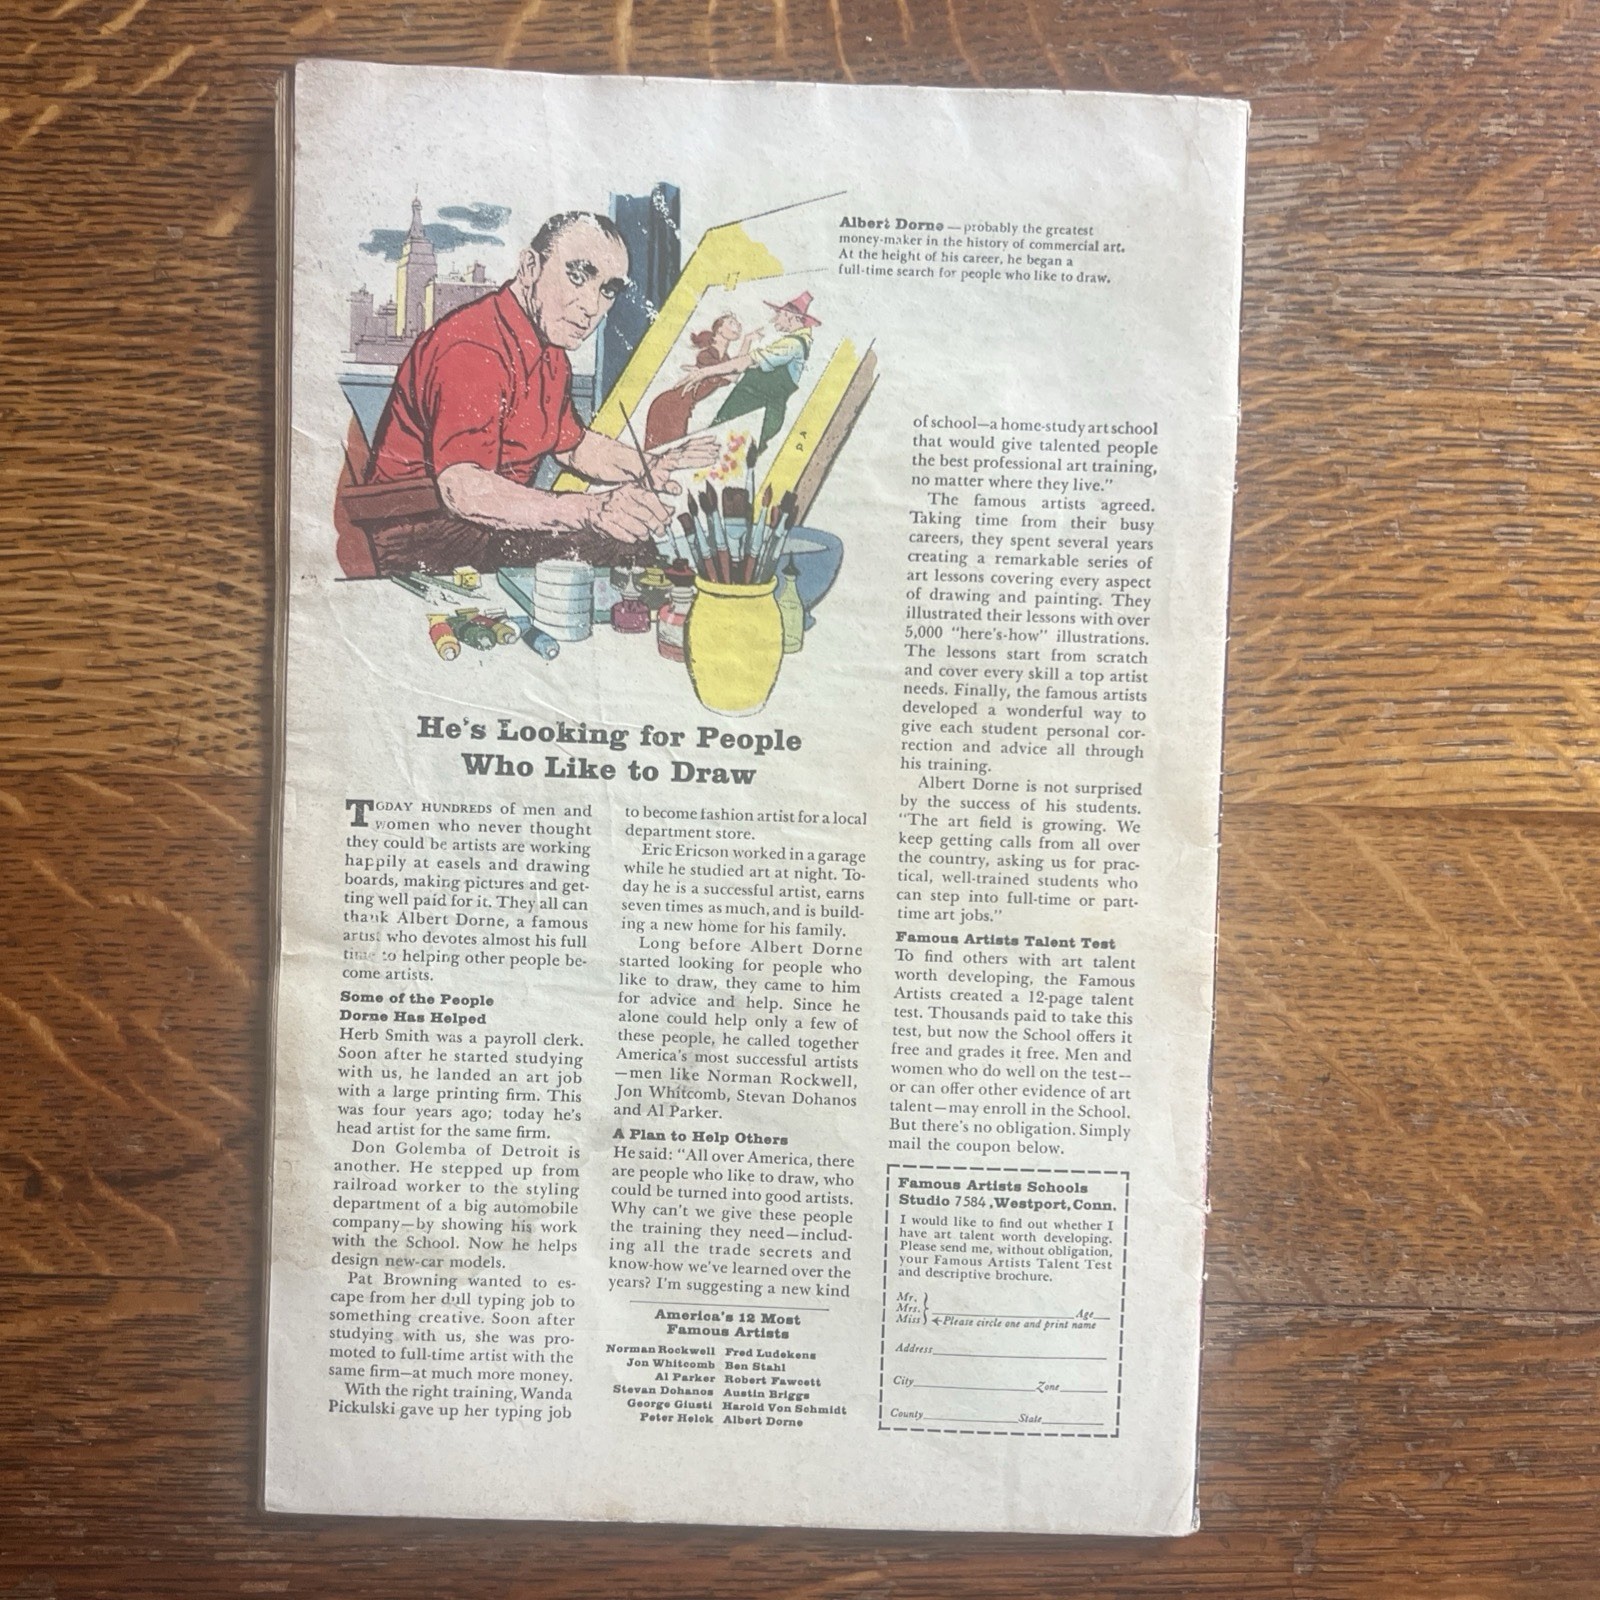 Albert Dorne — probably the greatest
money-maker in the history of commercial art.
At the height of his career, he began a
full-time search for people who like to draw.
He's Looking for People
Who Like to Draw
TODAY HUNDREDS of men and
women who never thought
they could be artists are working
happily at easels and drawing
boards, making pictures and get-
ting well paid for it. They all can
thank Albert Dorne, a famous
artist who devotes almost his full
time to helping other people be-
come artists.
Some of the People
Dorne Has Helped
Herb Smith was a payroll clerk.
Soon after he started studying
with us, he landed an art job
with a large printing firm. This
was four years ago; today he's
head artist for the same firm.
Don Golemba of Detroit is
another. He stepped up from
railroad worker to the styling
department of a big automobile
company—by showing his work
with the School. Now he helps
design new-car models.
Pat Browning wanted to es-
cape from her dull typing job to
something creative. Soon after
studying with us, she was pro-
moted to full-time artist with the
same firm—at much more money.
With the right training, Wanda
Pickulski gave up her typing job
to become fashion artist for a local
department store.
Eric Ericson worked in a garage
while he studied art at night. To-
day he is a successful artist, earns
seven times as much, and is build-
ing a new home for his family.
Long before Albert Dorne
started looking for people who
like to draw, they came to him
for advice and help. Since he
alone could help only a few of
these people, he called together
America's most successful artists
—men like Norman Rockwell,
Jon Whitcomb, Stevan Dohanos
and Al Parker.
A Plan to Help Others
He said: "All over America, there
are people who like to draw, who
could be turned into good artists.
Why can't we give these people
the training they need—includ-
ing all the trade secrets and
know-how we've learned over the
years? I'm suggesting a new kind
America's 12 Most
Famous Artists
Norman Rockwell Fred Ludekens
Jon Whitcomb Ben Stahl
Al Parker Robert Fawcett
Stevan Dohanos Austin Briggs
George Giusti Harold Von Schmidt
Peter Helck Albert Dorne
of school—a home-study art school
that would give talented people
the best professional art training,
no matter where they live."
The famous artists agreed.
Taking time from their busy
careers, they spent several years
creating a remarkable series of
art lessons covering every aspect
of drawing and painting. They
illustrated their lessons with over
5,000 "here's-how" illustrations.
The lessons start from scratch
and cover every skill a top artist
needs. Finally, the famous artists
developed a wonderful way to
give each student personal cor-
rection and advice all through
his training.
Albert Dorne is not surprised
by the success of his students.
"The art field is growing. We
keep getting calls from all over
the country, asking us for prac-
tical, well-trained students who
can step into full-time or part-
time art jobs."
Famous Artists Talent Test
To find others with art talent
worth developing, the Famous
Artists created a 12-page talent
test. Thousands paid to take this
test, but now the School offers it
free and grades it free. Men and
women who do well on the test—
or can offer other evidence of art
talent—may enroll in the School.
But there's no obligation. Simply
mail the coupon below.
Famous Artists Schools
Studio 7584, Westport, Conn.
I would like to find out whether I
have art talent worth developing.
Please send me, without obligation,
your Famous Artists Talent Test
and descriptive brochure.
Mr.
Mrs. Age
Miss Please circle one and print name
Address
City Zone
County State